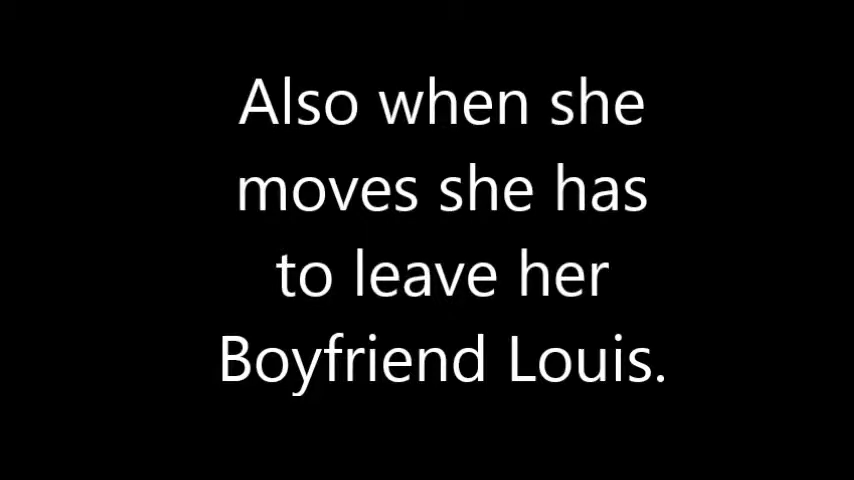 Also when she
moves she has
to leave her
Boyfriend Louis.